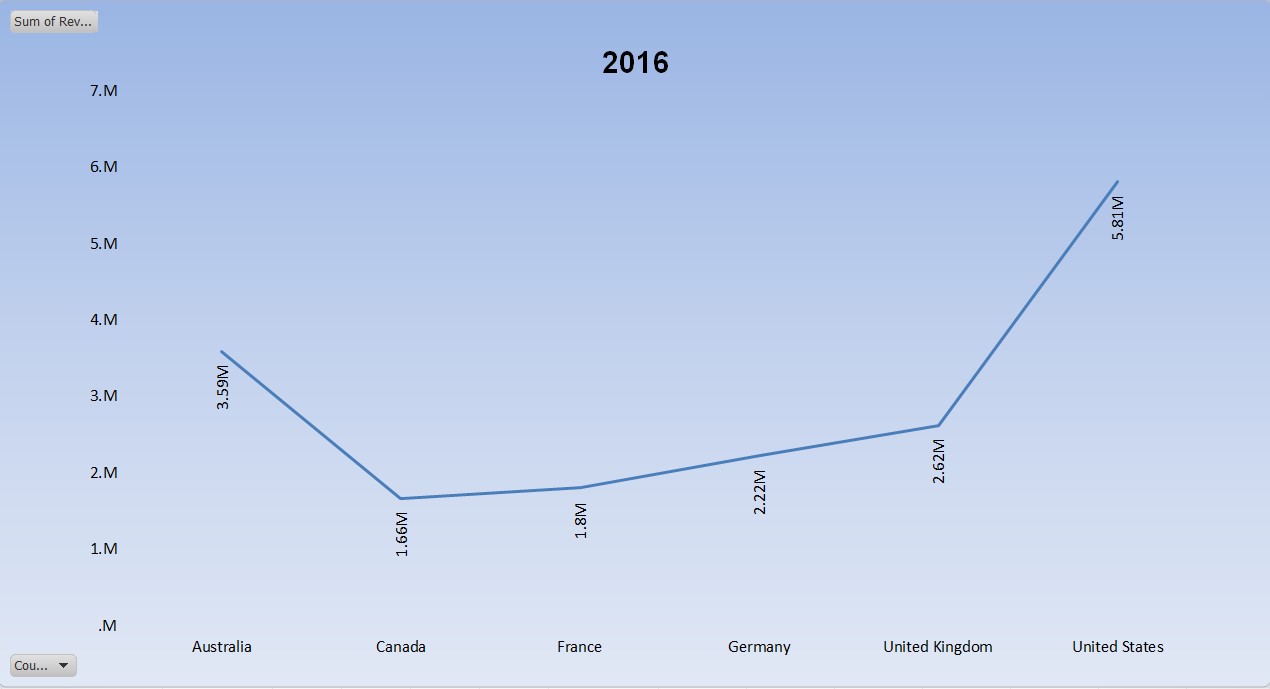 Sum of Rev...
2016
7.M
6.M
5.M
4.M
3.M
2.M
1.M
.M
3.59M
1.66M
1.8M
2.22M
2.62M
5.81M
Australia
Canada
France
Germany
United Kingdom
United States
Cou...